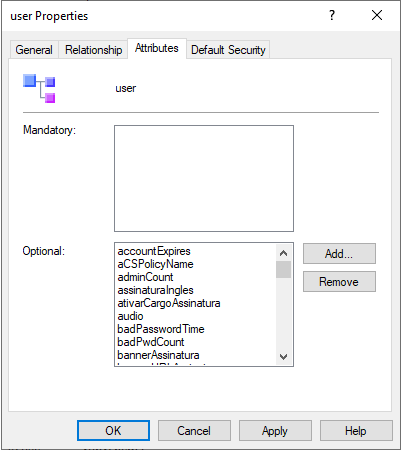 user Properties
General Relationship Attributes Default Security
user
Mandatory:
Optional:
accountExpires
aCSPolicyName
adminCount
assinaturaIngles
ativarCargoAssinatura
audio
badPasswordTime
badPwdCount
bannerAssinatura
Add...
Remove
OK Cancel Apply Help